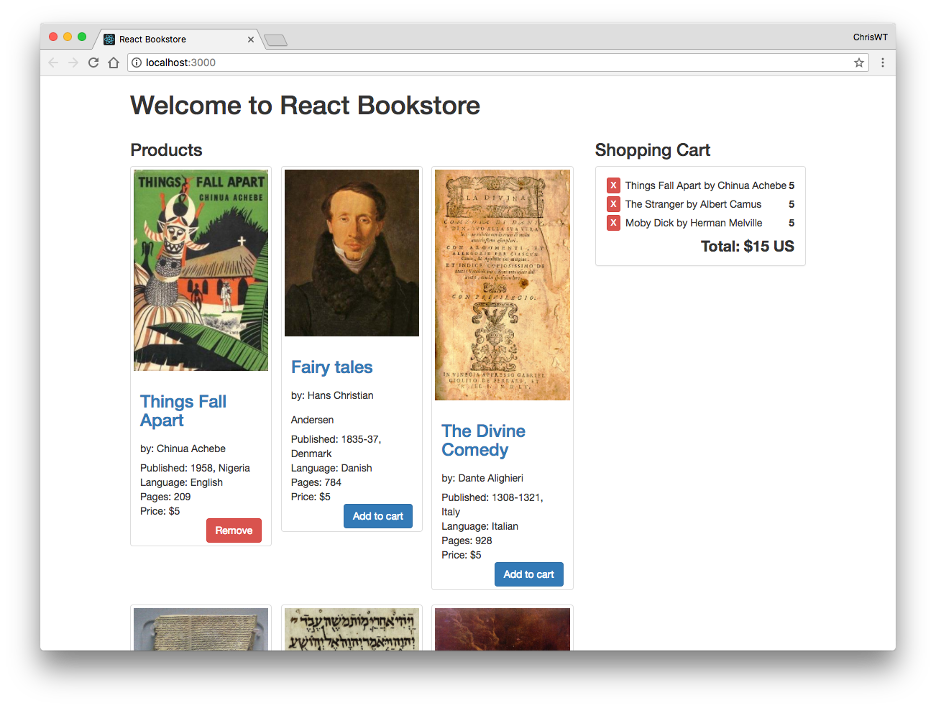 React Bookstore
ChrisWT
localhost:3000
Welcome to React Bookstore
Products
THINGS FALL APART
CHINUA ACHEBE
Things Fall
Apart
by: Chinua Achebe
Published: 1958, Nigeria
Language: English
Pages: 209
Price: $5
Remove
Fairy tales
by: Hans Christian
Andersen
Published: 1835-37,
Denmark
Language: Danish
Pages: 784
Price: $5
Add to cart
The Divine
Comedy
by: Dante Alighieri
Published: 1308-1321,
Italy
Language: Italian
Pages: 928
Price: $5
Add to cart
Shopping Cart
X Things Fall Apart by Chinua Achebe 5
X The Stranger by Albert Camus 5
X Moby Dick by Herman Melville 5
Total: $15 US